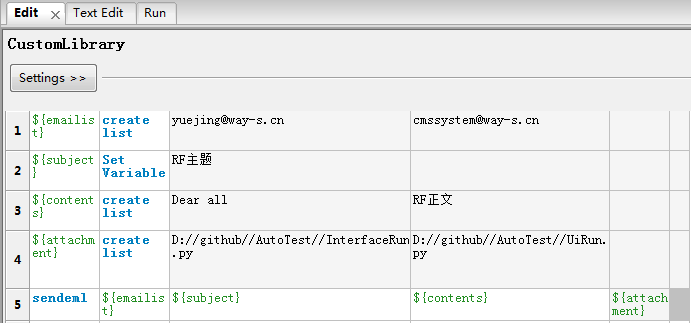 Edit Text Edit Run
CustomLibrary
Settings >>
1 ${emailist} create list yuejing@way-s.cn cmssystem@way-s.cn
2 ${subject} Set Variable RF主题
3 ${contents} create list Dear all RF正文
4 ${attachment} create list D://github//AutoTest//InterfaceRun.py D://github//AutoTest//UiRun.py
5 sendeml ${emailist} ${subject} ${contents} ${attachment}